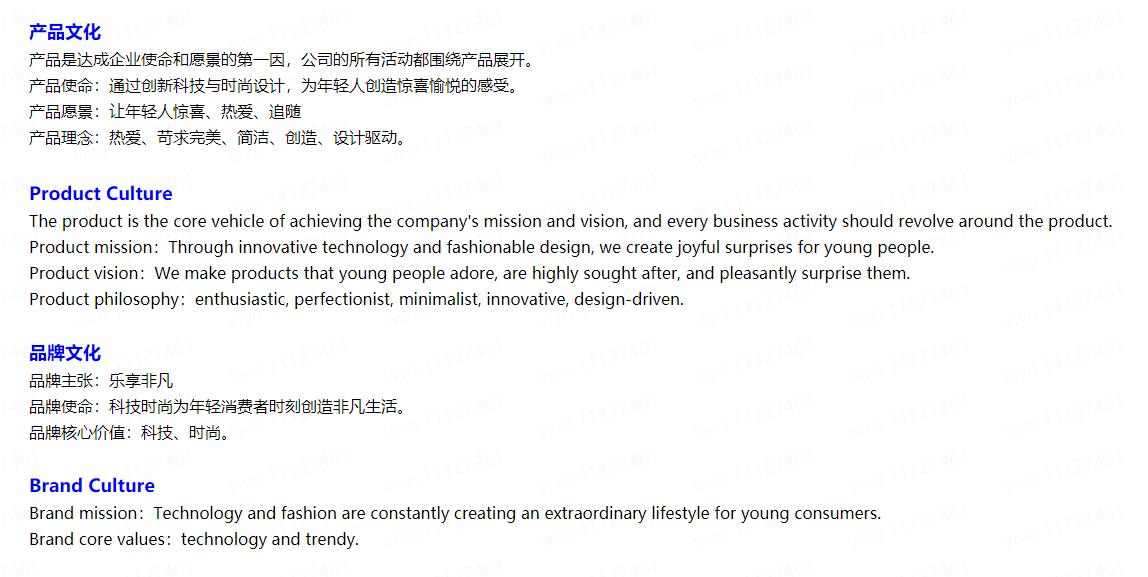 产品文化
产品是达成企业使命和愿景的第一因，公司的所有活动都围绕产品展开。
产品使命：通过创新科技与时尚设计，为年轻人创造惊喜愉悦的感受。
产品愿景：让年轻人惊喜、热爱、追随
产品理念：热爱、苛求完美、简洁、创造、设计驱动。
Product Culture
The product is the core vehicle of achieving the company's mission and vision, and every business activity should revolve around the product.
Product mission：Through innovative technology and fashionable design, we create joyful surprises for young people.
Product vision：We make products that young people adore, are highly sought after, and pleasantly surprise them.
Product philosophy：enthusiastic, perfectionist, minimalist, innovative, design-driven.
品牌文化
品牌主张：乐享非凡
品牌使命：科技时尚为年轻消费者时刻创造非凡生活。
品牌核心价值：科技、时尚。
Brand Culture
Brand mission：Technology and fashion are constantly creating an extraordinary lifestyle for young consumers.
Brand core values：technology and trendy.
vivo 11127461